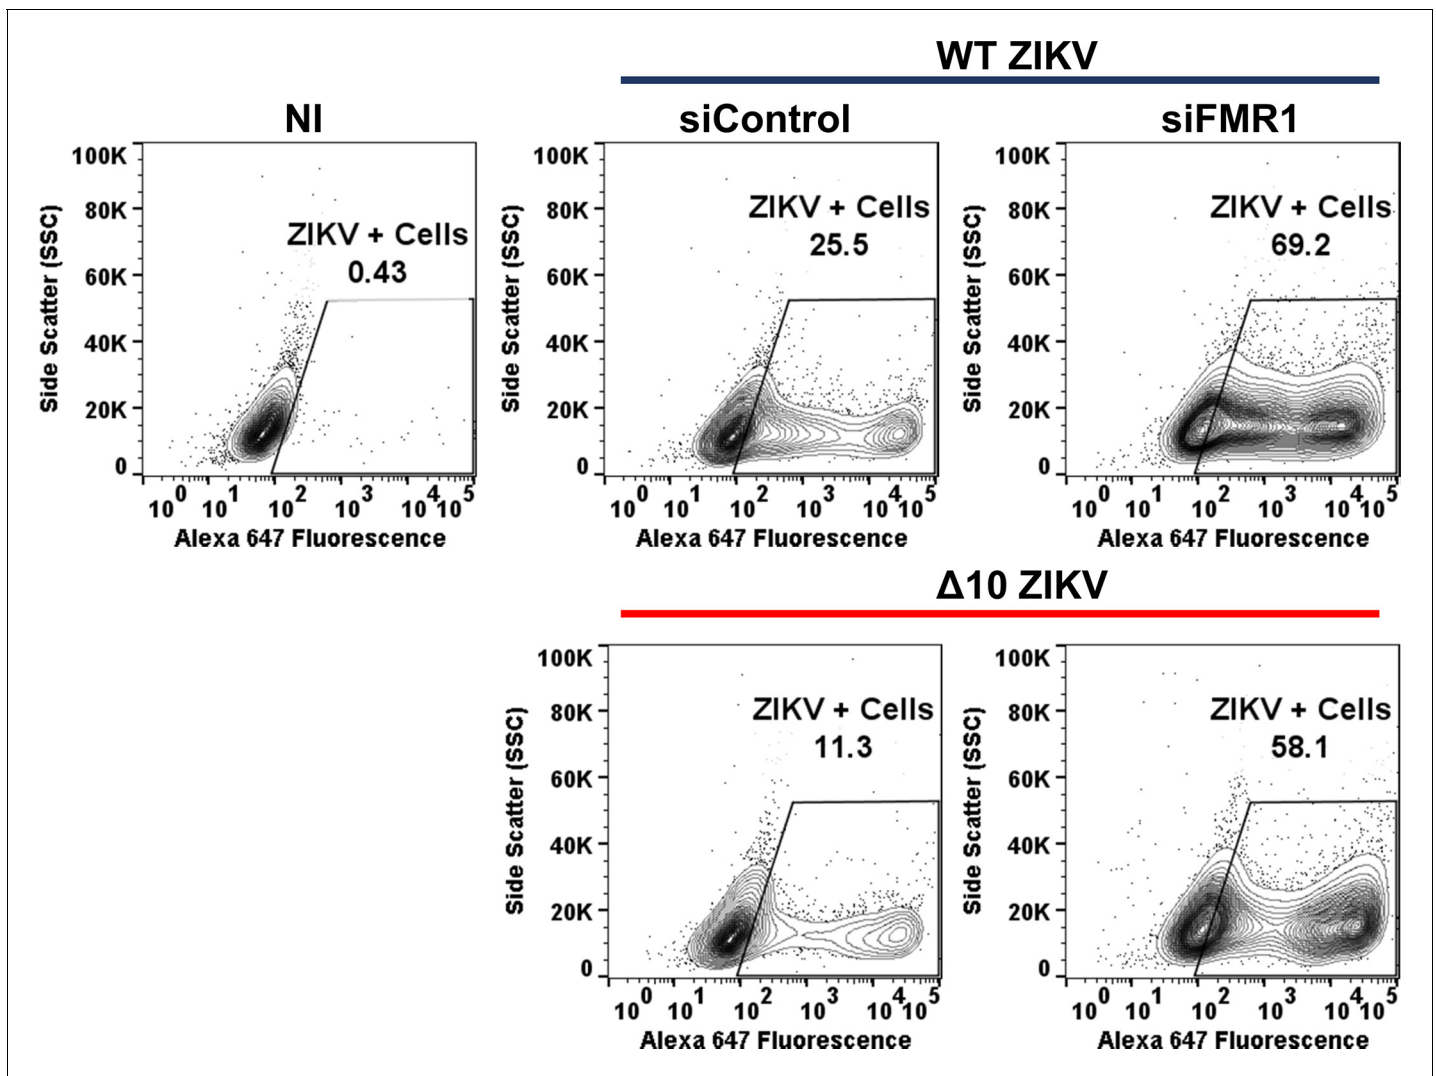 WT ZIKV
NI
siControl
siFMR1
100K
80K
60K
40K
20K
0
Side Scatter (SSC)
ZIKV + Cells
0.43
10^0 10^1 10^2 10^3 10^4 10^5
Alexa 647 Fluorescence
100K
80K
60K
40K
20K
0
Side Scatter (SSC)
ZIKV + Cells
25.5
10^0 10^1 10^2 10^3 10^4 10^5
Alexa 647 Fluorescence
100K
80K
60K
40K
20K
0
Side Scatter (SSC)
ZIKV + Cells
69.2
10^0 10^1 10^2 10^3 10^4 10^5
Alexa 647 Fluorescence
Δ10 ZIKV
100K
80K
60K
40K
20K
0
Side Scatter (SSC)
ZIKV + Cells
11.3
10^0 10^1 10^2 10^3 10^4 10^5
Alexa 647 Fluorescence
100K
80K
60K
40K
20K
0
Side Scatter (SSC)
ZIKV + Cells
58.1
10^0 10^1 10^2 10^3 10^4 10^5
Alexa 647 Fluorescence